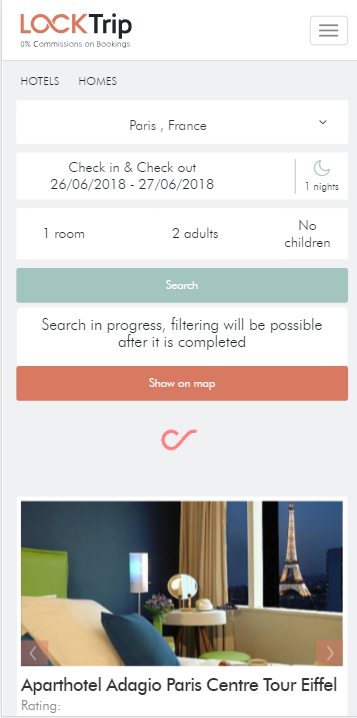 LOCKTrip
0% Commissions on Bookings
HOTELS HOMES
Paris , France
Check in & Check out
26/06/2018 - 27/06/2018
1 nights
1 room 2 adults No children
Search
Search in progress, filtering will be possible
after it is completed
Show on map
Aparthotel Adagio Paris Centre Tour Eiffel
Rating: